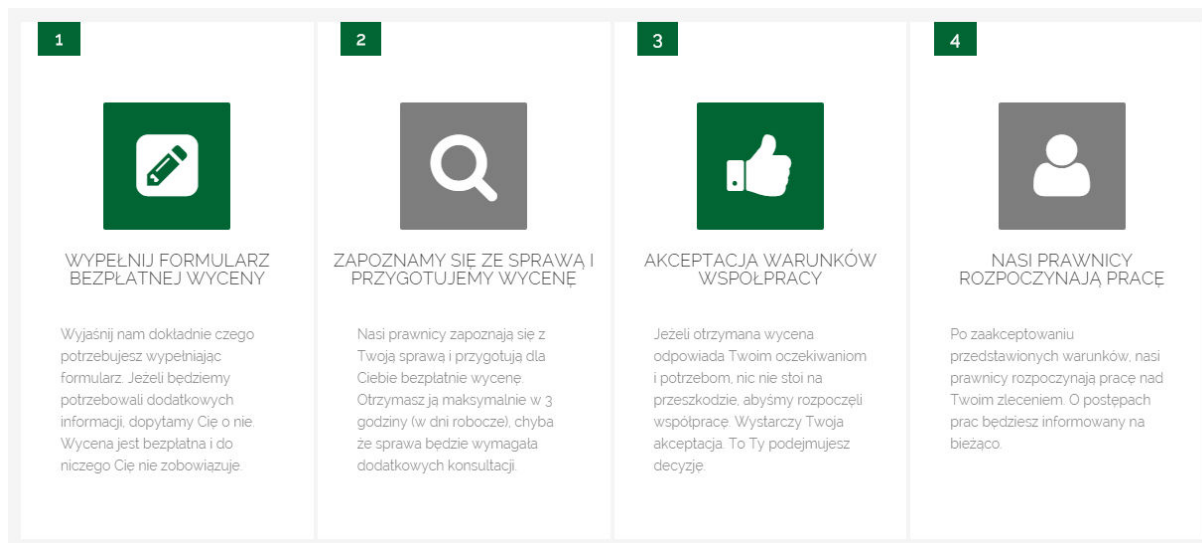 1
WYPEŁNIJ FORMULARZ
BEZPŁATNEJ WYCENY
Wyjaśnij nam dokładnie czego
potrzebujesz wypełniając
formularz. Jeżeli będziemy
potrzebowali dodatkowych
informacji, dopytamy Cię o nie.
Wycena jest bezpłatna i do
niczego Cię nie zobowiązuje.
2
ZAPOZNAMY SIĘ ZE SPRAWĄ I
PRZYGOTUJEMY WYCENĘ
Nasi prawnicy zapoznają się z
Twoją sprawą i przygotują dla
Ciebie bezpłatnie wycenę.
Otrzymasz ją maksymalnie w 3
godziny (w dni robocze), chyba
że sprawa będzie wymagała
dodatkowych konsultacji.
3
AKCEPTACJA WARUNKÓW
WSPÓŁPRACY
Jeżeli otrzymana wycena
odpowiada Twoim oczekiwaniom
i potrzebom, nic nie stoi na
przeszkodzie, abyśmy rozpoczęli
współpracę. Wystarczy Twoja
akceptacja. To Ty podejmujesz
decyzję.
4
NASI PRAWNICY
ROZPOCZYNAJĄ PRACĘ
Po zaakceptowaniu
przedstawionych warunków, nasi
prawnicy rozpoczynają pracę nad
Twoim zleceniem. O postępach
prac będziesz informowany na
bieżąco.